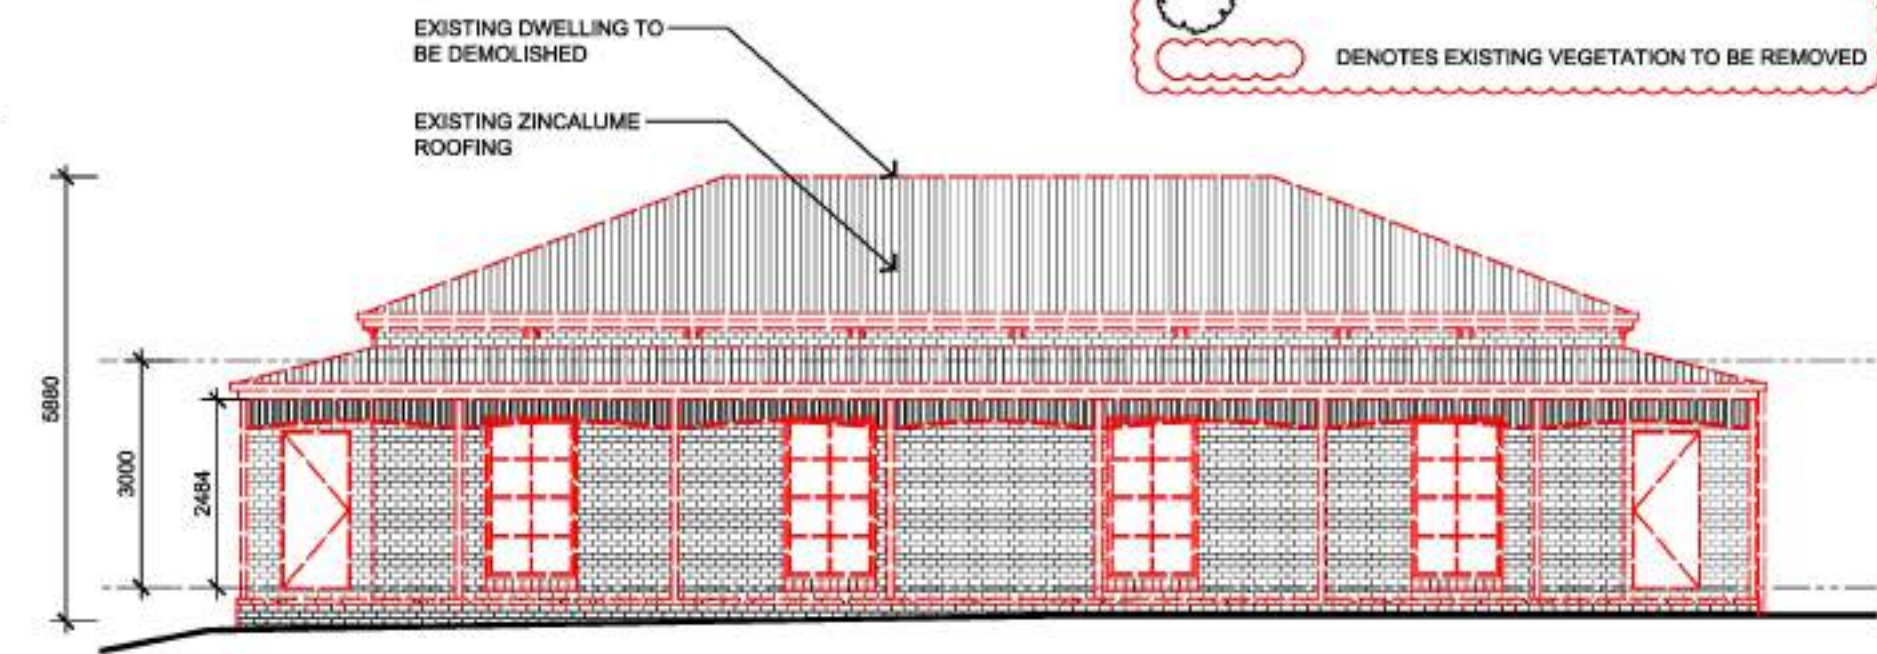 EXISTING DWELLING TO
BE DEMOLISHED
DENOTES EXISTING VEGETATION TO BE REMOVED
EXISTING ZINCALUME
ROOFING
5880
3000
2484